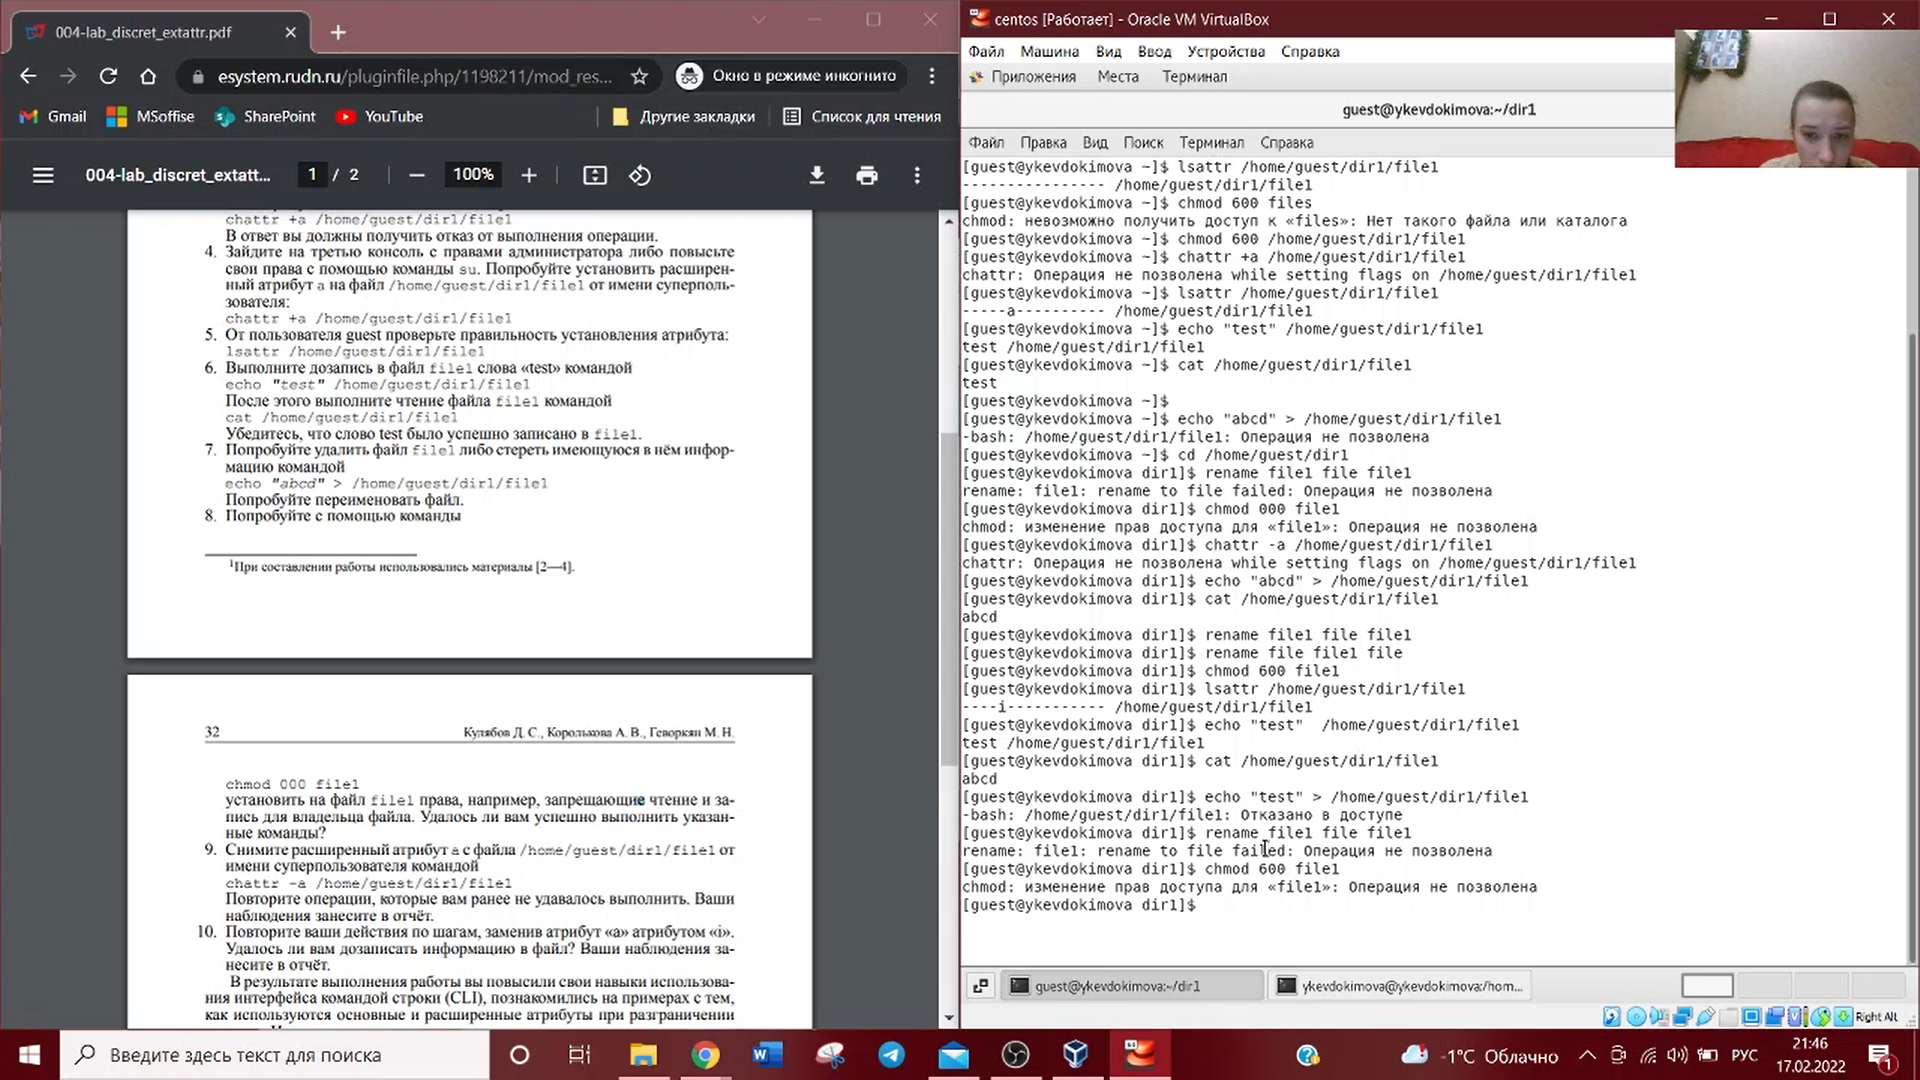 004-lab_discret_extattr.pdf
esystem.rudn.ru/pluginfile.php/1198211/mod_res...
Окно в режиме инкогнито
Gmail
MSoffise
SharePoint
YouTube
Другие закладки
Список для чтения
004-lab_discret_extatt...
1 / 2
100%
chattr +a /home/guest/dir1/file1
В ответ вы должны получить отказ от выполнения операции.
4. Зайдите на третью консоль с правами администратора либо повысьте
свои права с помощью команды su. Попробуйте установить расширен-
ный атрибут a на файл /home/guest/dir1/file1 от имени суперполь-
зователя:
chattr +a /home/guest/dir1/file1
5. От пользователя guest проверьте правильность установления атрибута:
lsattr /home/guest/dir1/file1
6. Выполните дозапись в файл file1 слова «test» командой
echo "test" /home/guest/dir1/file1
После этого выполните чтение файла file1 командой
cat /home/guest/dir1/file1
Убедитесь, что слово test было успешно записано в file1.
7. Попробуйте удалить файл file1 либо стереть имеющуюся в нём инфор-
мацию командой
echo "abcd" > /home/guest/dir1/file1
Попробуйте переименовать файл.
8. Попробуйте с помощью команды
1При составлении работы использовались материалы [2—4].
32
Кулябов Д. С., Королькова А. В., Геворкян М. Н.
chmod 000 file1
установить на файл file1 права, например, запрещающие чтение и за-
пись для владельца файла. Удалось ли вам успешно выполнить указан-
ные команды?
9. Снимите расширенный атрибут a с файла /home/guest/dir1/file1 от
имени суперпользователя командой
chattr -a /home/guest/dir1/file1
Повторите операции, которые вам ранее не удавалось выполнить. Ваши
наблюдения занесите в отчёт.
10. Повторите ваши действия по шагам, заменив атрибут «a» атрибутом «i».
Удалось ли вам дозаписать информацию в файл? Ваши наблюдения за-
несите в отчёт.
В результате выполнения работы вы повысили свои навыки использова-
ния интерфейса командой строки (CLI), познакомились на примерах с тем,
как используются основные и расширенные атрибуты при разграничении
centos [Работает] - Oracle VM VirtualBox
Файл Машина Вид Ввод Устройства Справка
Приложения Места Терминал
guest@ykevdokimova:~/dir1
Файл Правка Вид Поиск Терминал Справка
[guest@ykevdokimova ~]$ lsattr /home/guest/dir1/file1
---------------- /home/guest/dir1/file1
[guest@ykevdokimova ~]$ chmod 600 files
chmod: невозможно получить доступ к «files»: Нет такого файла или каталога
[guest@ykevdokimova ~]$ chmod 600 /home/guest/dir1/file1
[guest@ykevdokimova ~]$ chattr +a /home/guest/dir1/file1
chattr: Операция не позволена while setting flags on /home/guest/dir1/file1
[guest@ykevdokimova ~]$ lsattr /home/guest/dir1/file1
-----a---------- /home/guest/dir1/file1
[guest@ykevdokimova ~]$ echo "test" /home/guest/dir1/file1
test /home/guest/dir1/file1
[guest@ykevdokimova ~]$ cat /home/guest/dir1/file1
test
[guest@ykevdokimova ~]$
[guest@ykevdokimova ~]$ echo "abcd" > /home/guest/dir1/file1
-bash: /home/guest/dir1/file1: Операция не позволена
[guest@ykevdokimova ~]$ cd /home/guest/dir1
[guest@ykevdokimova dir1]$ rename file1 file file1
rename: file1: rename to file failed: Операция не позволена
[guest@ykevdokimova dir1]$ chmod 000 file1
chmod: изменение прав доступа для «file1»: Операция не позволена
[guest@ykevdokimova dir1]$ chattr -a /home/guest/dir1/file1
chattr: Операция не позволена while setting flags on /home/guest/dir1/file1
[guest@ykevdokimova dir1]$ echo "abcd" > /home/guest/dir1/file1
[guest@ykevdokimova dir1]$ cat /home/guest/dir1/file1
abcd
[guest@ykevdokimova dir1]$ rename file1 file file1
[guest@ykevdokimova dir1]$ rename file file1 file
[guest@ykevdokimova dir1]$ chmod 600 file1
[guest@ykevdokimova dir1]$ lsattr /home/guest/dir1/file1
----i----------- /home/guest/dir1/file1
[guest@ykevdokimova dir1]$ echo "test"  /home/guest/dir1/file1
test /home/guest/dir1/file1
[guest@ykevdokimova dir1]$ cat /home/guest/dir1/file1
abcd
[guest@ykevdokimova dir1]$ echo "test" > /home/guest/dir1/file1
-bash: /home/guest/dir1/file1: Отказано в доступе
[guest@ykevdokimova dir1]$ rename file1 file file1
rename: file1: rename to file failed: Операция не позволена
[guest@ykevdokimova dir1]$ chmod 600 file1
chmod: изменение прав доступа для «file1»: Операция не позволена
[guest@ykevdokimova dir1]$
guest@ykevdokimova:~/dir1
ykevdokimova@ykevdokimova:/hom...
Right Alt
Введите здесь текст для поиска
-1°C Облачно
РУС
21:46
17.02.2022
1